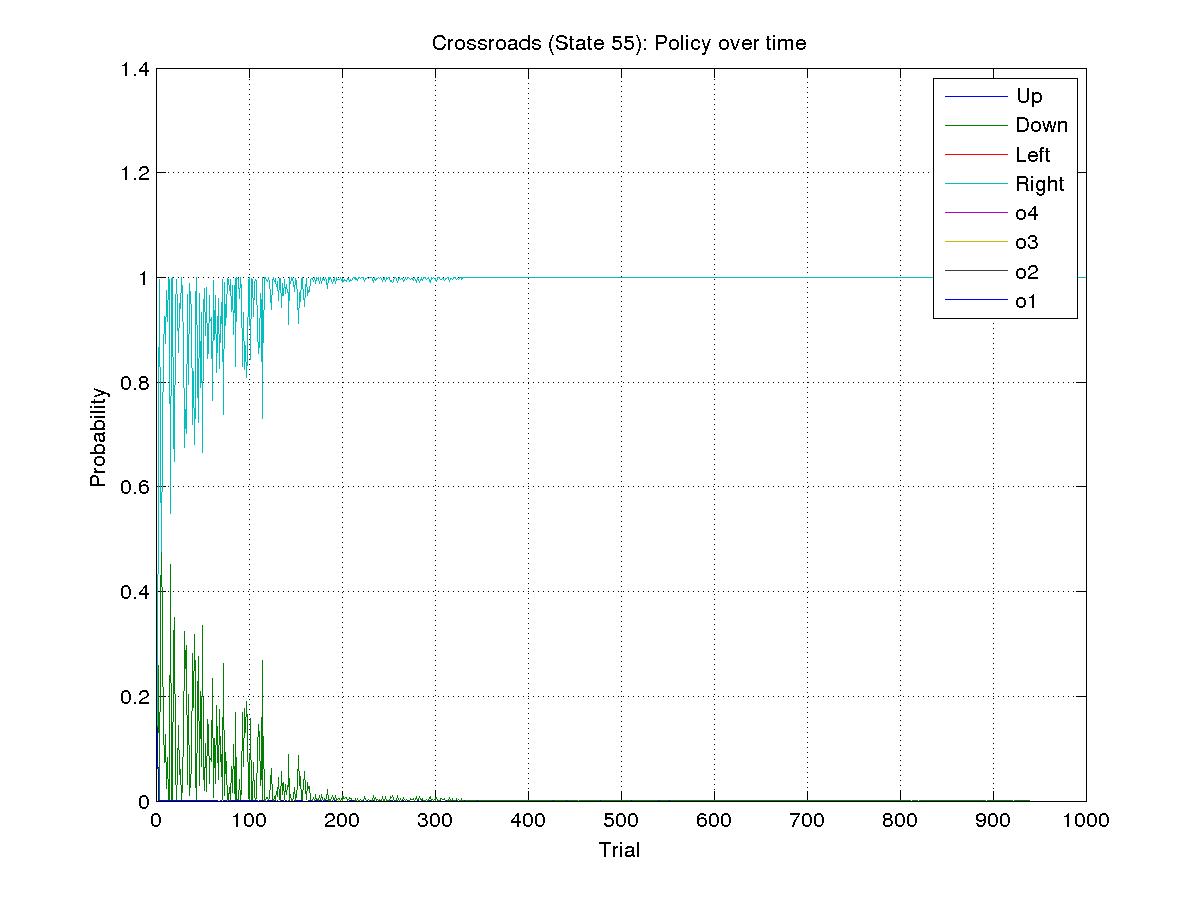 Crossroads (State 55): Policy over time
1.4
1.2
1
0.8
0.6
0.4
0.2
0
Probability
0 100 200 300 400 500 600 700 800 900 1000
Trial
Up
Down
Left
Right
o4
o3
o2
o1